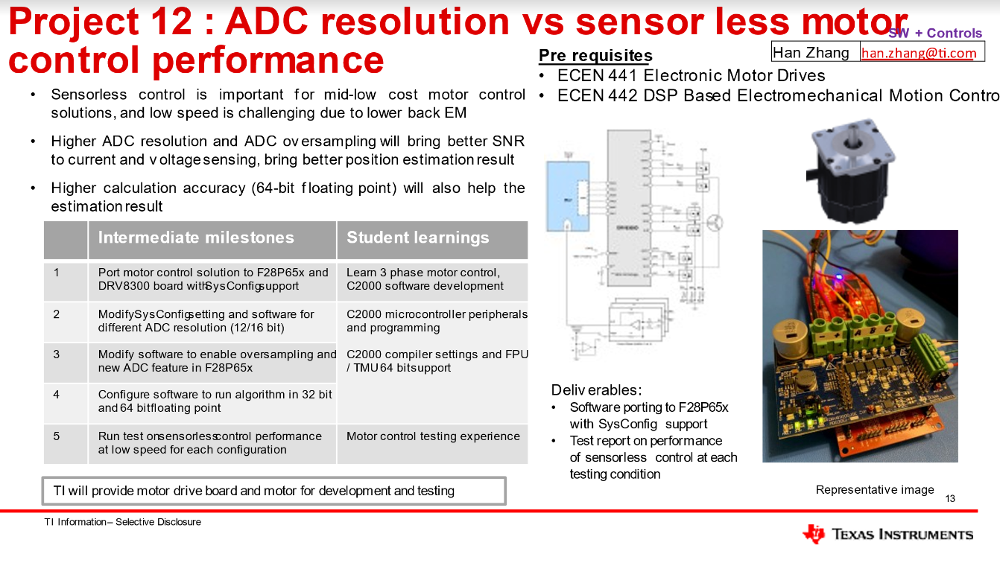 Project 12 : ADC resolution vs sensor less motor
control performance
SW + Controls
Han Zhang han.zhang@ti.com
Pre requisites
• ECEN 441 Electronic Motor Drives
• ECEN 442 DSP Based Electromechanical Motion Contro
• Sensorless control is important for mid-low cost motor control
solutions, and low speed is challenging due to lower back EM
• Higher ADC resolution and ADC oversampling will bring better SNR
to current and voltage sensing, bring better position estimation result
• Higher calculation accuracy (64-bit floating point) will also help the
estimation result
Intermediate milestones Student learnings
1 Port motor control solution to F28P65x and
DRV8300 board with SysConfig support
Learn 3 phase motor control,
C2000 software development
2 Modify SysConfig setting and software for
different ADC resolution (12/16 bit)
C2000 microcontroller peripherals
and programming
3 Modify software to enable oversampling and
new ADC feature in F28P65x
C2000 compiler settings and FPU
/ TMU 64 bit support
4 Configure software to run algorithm in 32 bit
and 64 bit floating point
5 Run test on sensorless control performance
at low speed for each configuration
Motor control testing experience
TI will provide motor drive board and motor for development and testing
Deliverables:
• Software porting to F28P65x
with SysConfig support
• Test report on performance
of sensorless control at each
testing condition
A B C
Representative image
13
TI Information – Selective Disclosure
TEXAS INSTRUMENTS